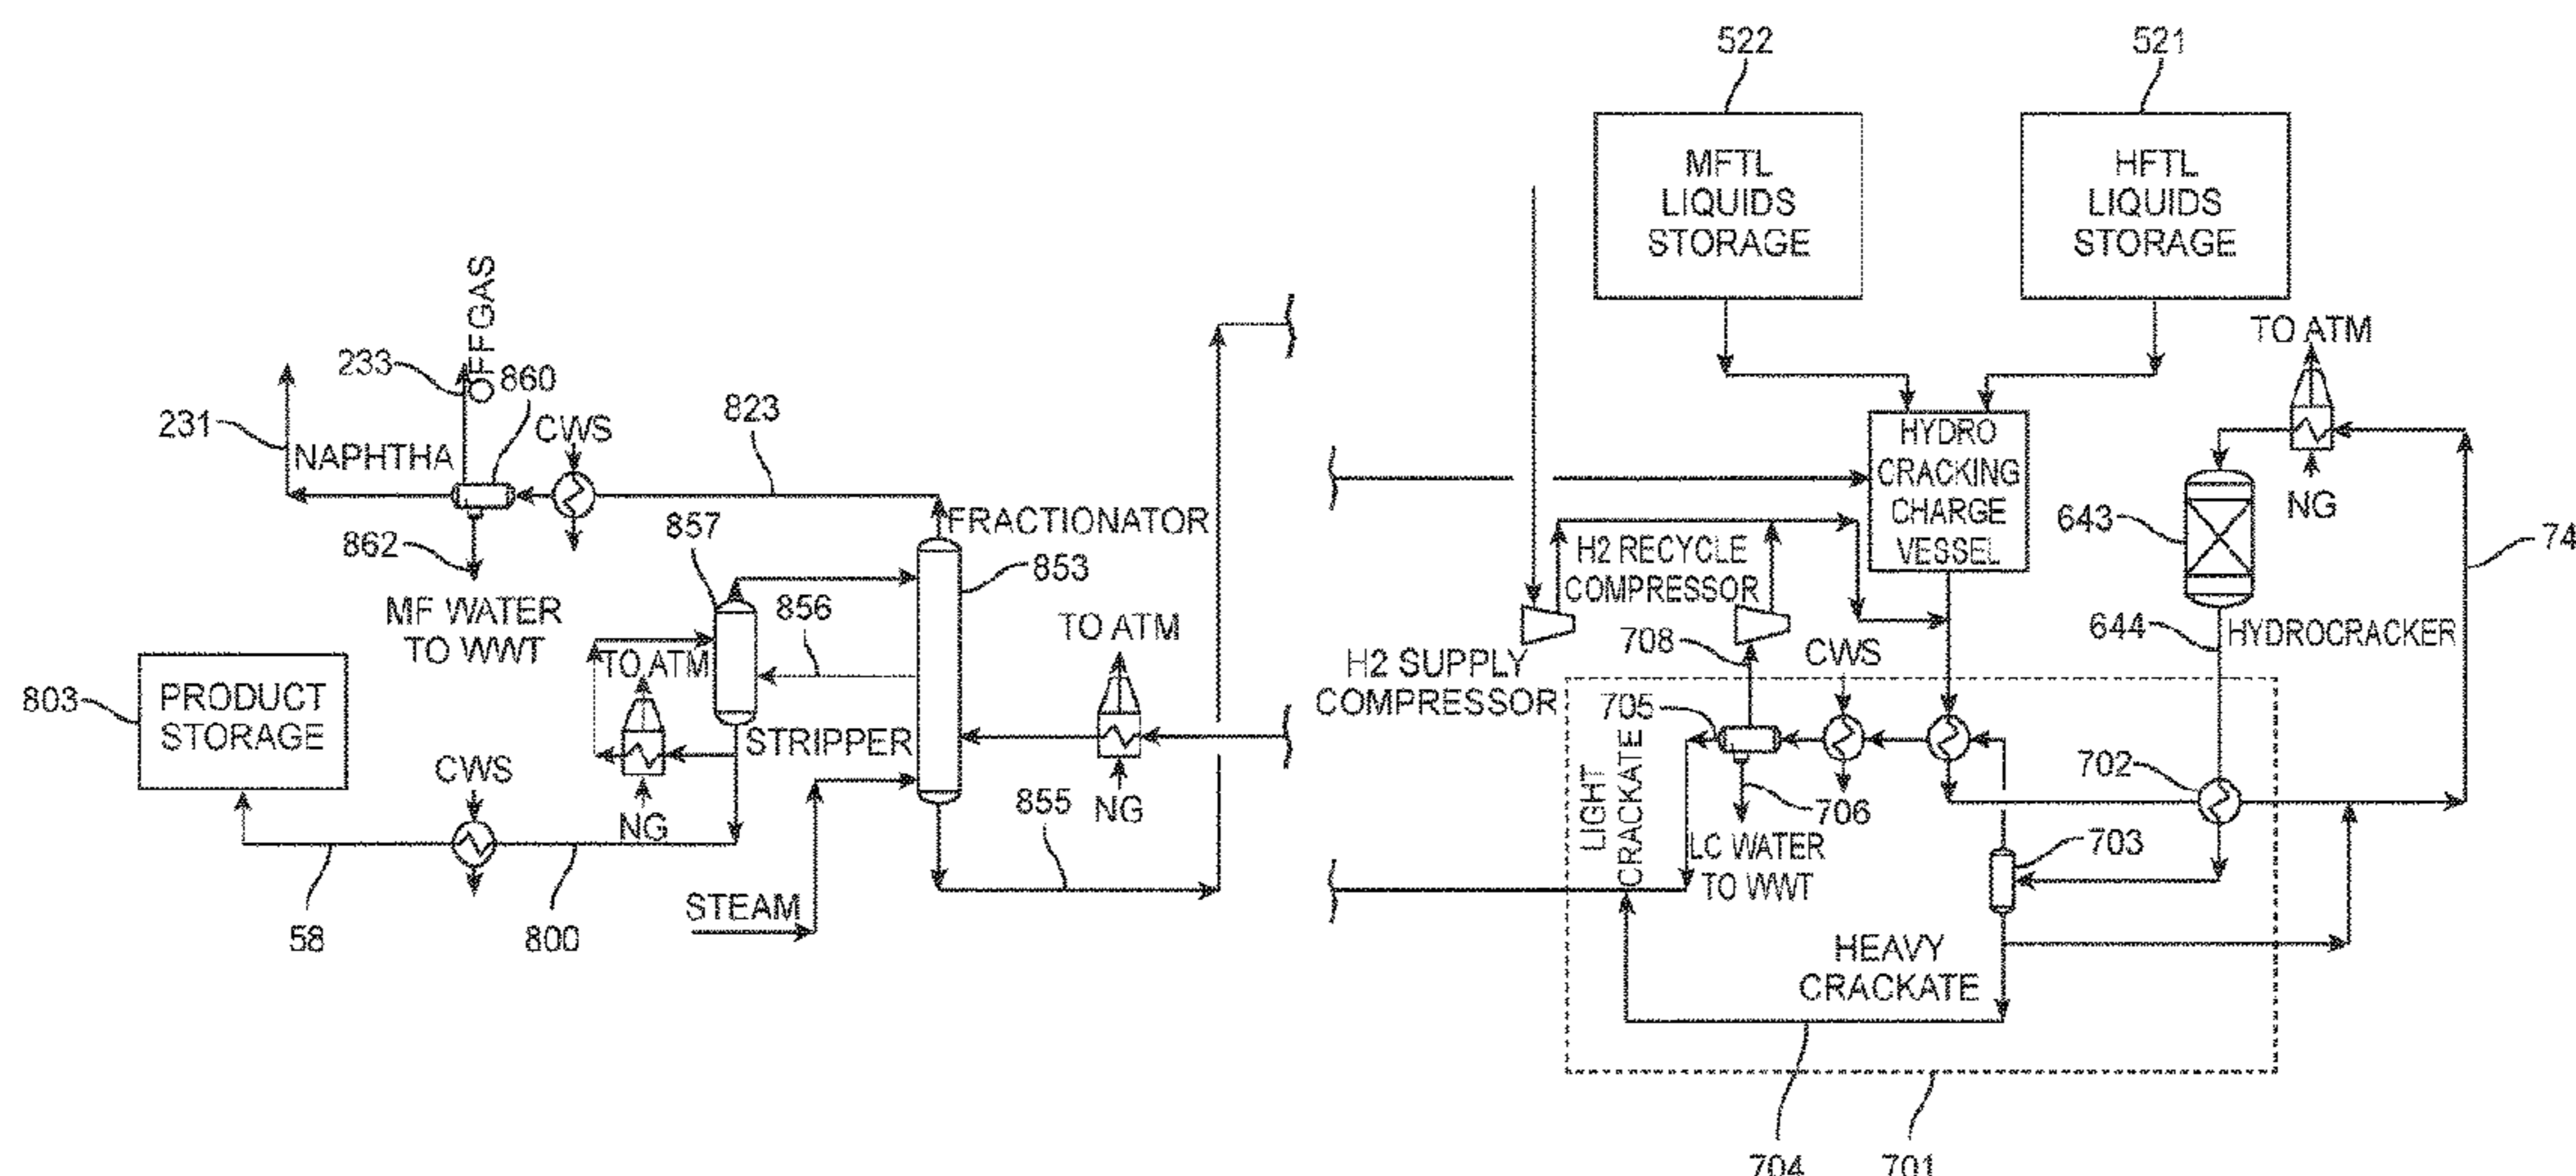 522
521
MFTL
LIQUIDS
STORAGE
HFTL
LIQUIDS
STORAGE
TO ATM
NG
HYDRO
CRACKING
CHARGE
VESSEL
643
644
HYDROCRACKER
74
H2 RECYCLE
COMPRESSOR
H2 SUPPLY
COMPRESSOR
708
CWS
705
706
LC WATER
TO WWT
LIGHT
CRACKATE
702
703
HEAVY
CRACKATE
704
701
OFFGAS
233
860
231
NAPHTHA
CWS
823
862
MF WATER
TO WWT
857
FRACTIONATOR
853
856
TO ATM
TO ATM
803
PRODUCT
STORAGE
STRIPPER
CWS
NG
NG
855
58
800
STEAM